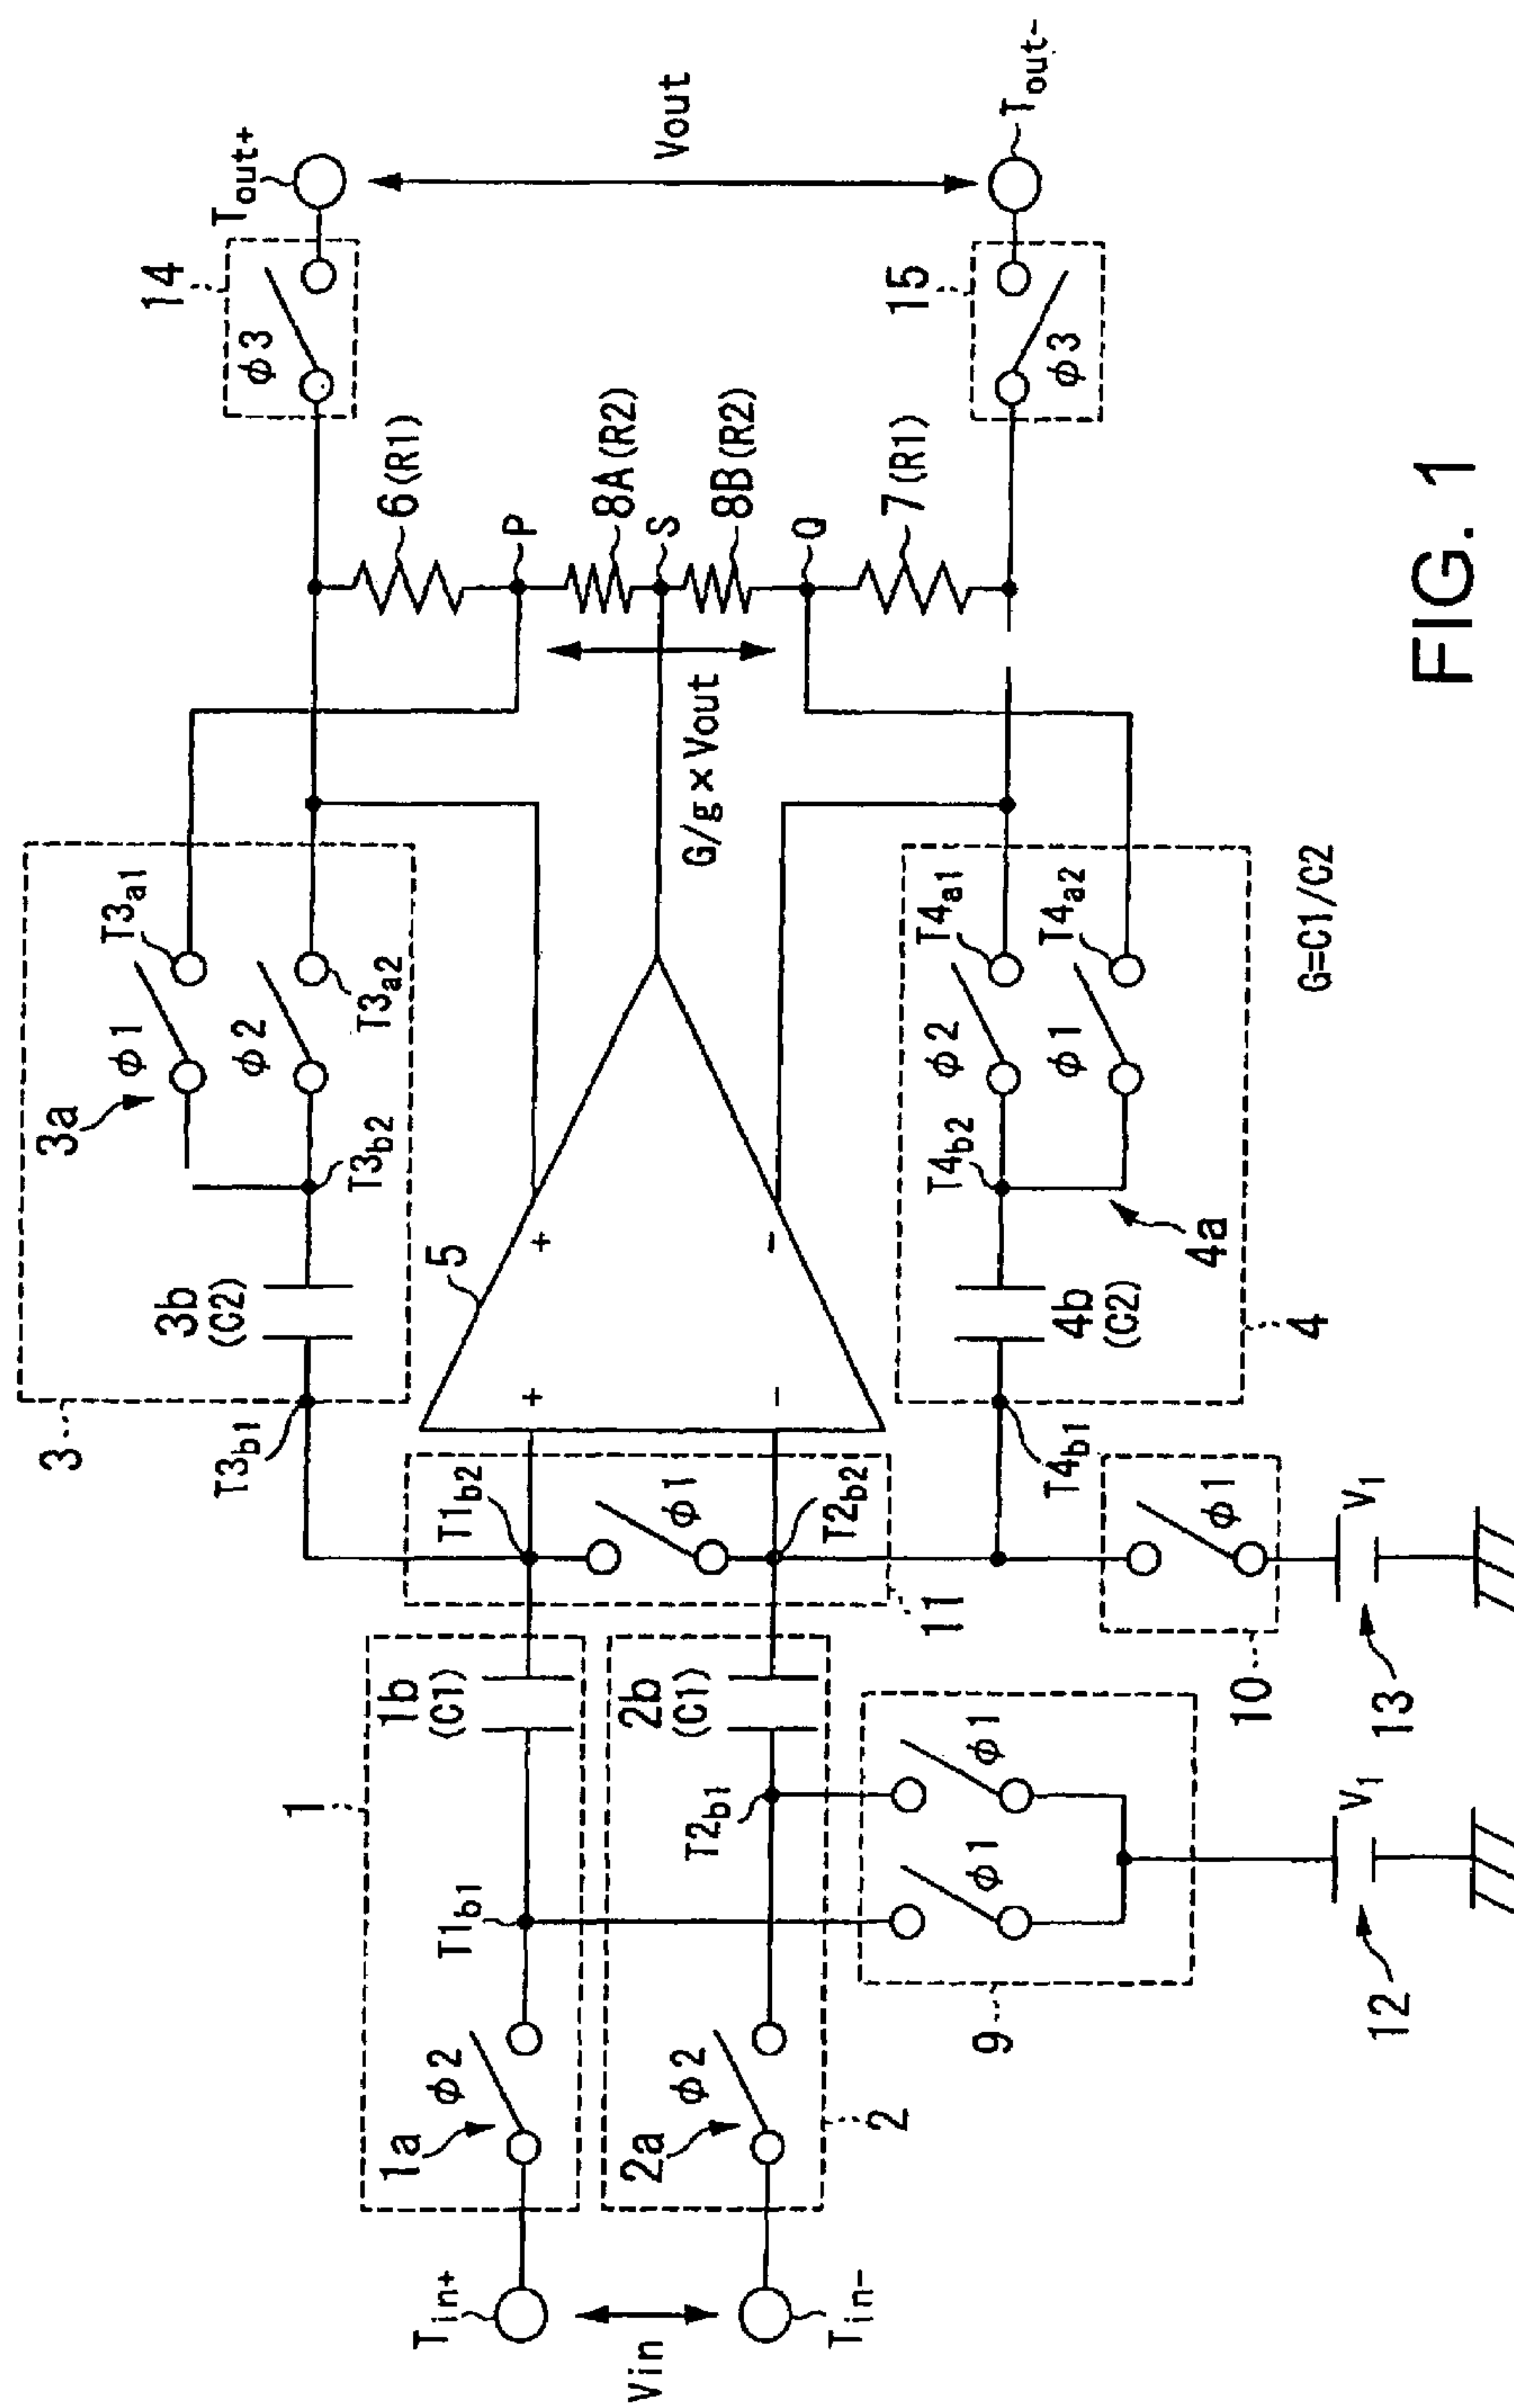 T3b1
3
3b
(C2)
3a
φ1
φ2
T3b2
T3a1
T3a2
14
φ3
Tout+
5
+
+
-
-
6(R1)
P
8A(R2)
S
8B(R2)
Q
7(R1)
G/g×Vout
Vout
1
1a
φ2
T1b1
1b
(C1)
T1b2
φ1
T2b2
11
Tin+
Vin
Tin-
2a
φ2
2
T2b1
2b
(C1)
T4b1
4b
(C2)
4
T4b2
4a
φ2
φ1
T4a1
T4a2
15
φ3
Tout-
9
φ1
φ1
10
φ1
12
V1
13
V1
G=C1/C2
FIG. 1